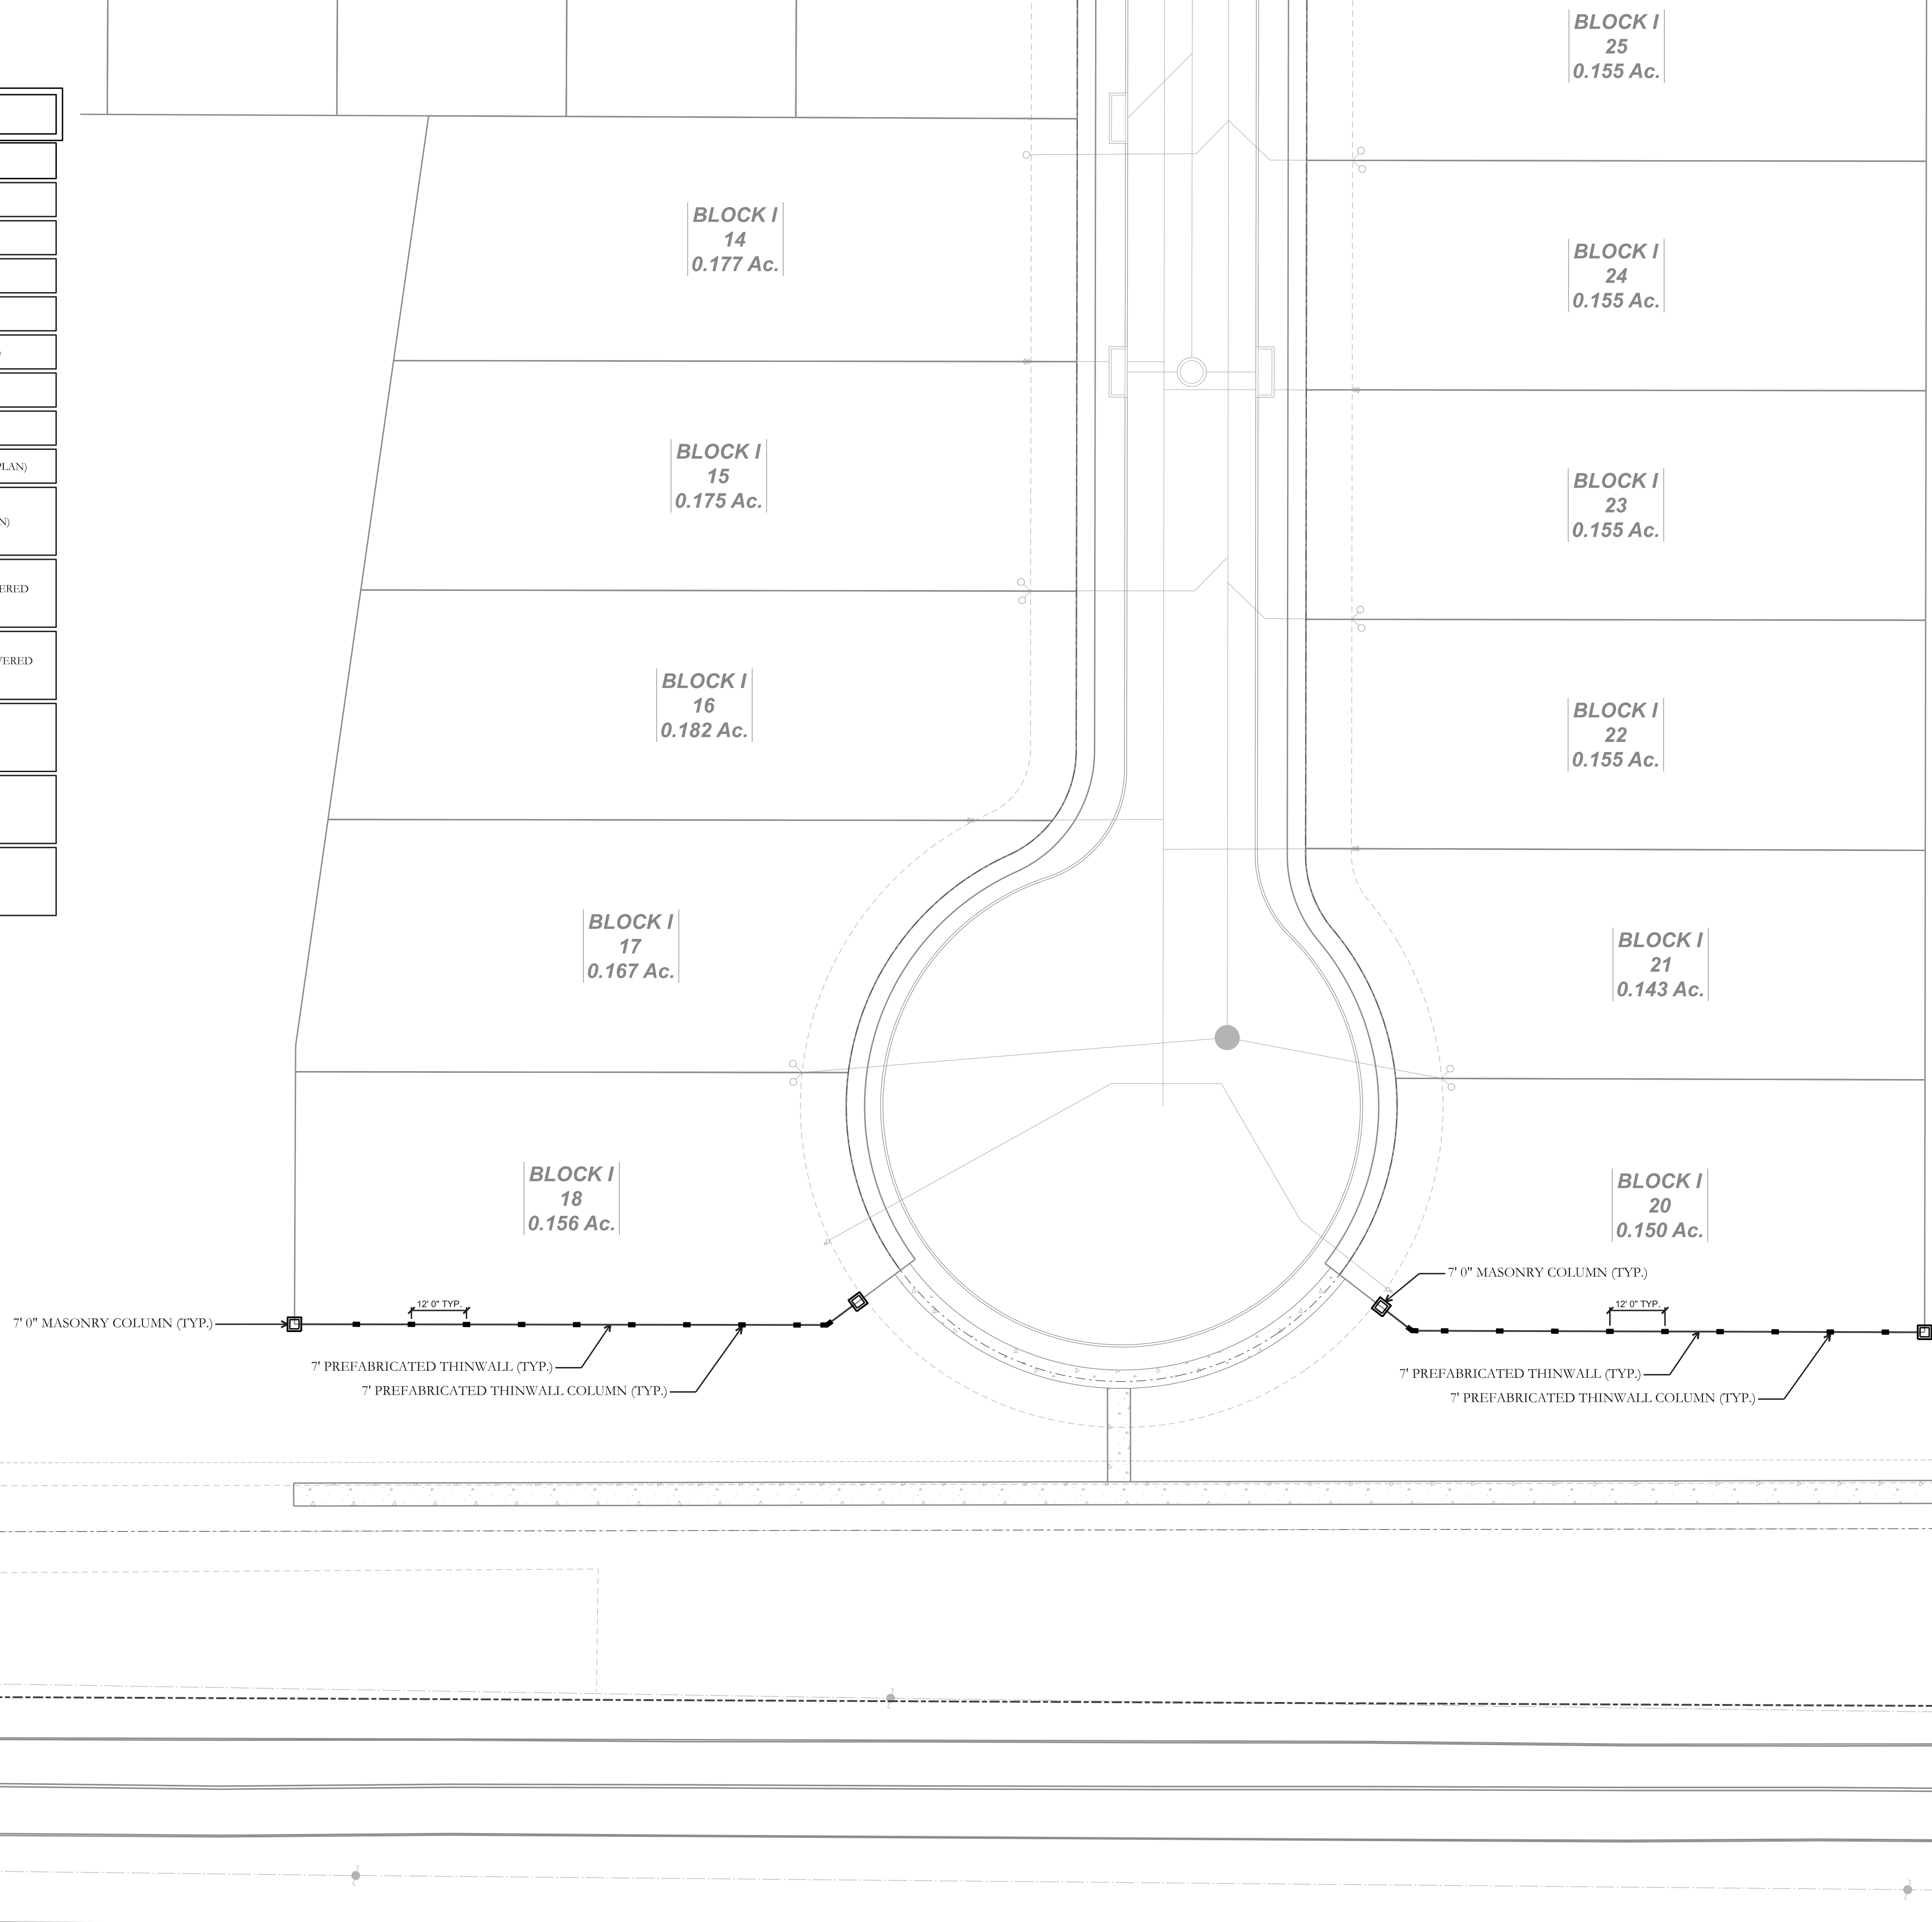 BLOCK I
25
0.155 Ac.
BLOCK I
14
0.177 Ac.
BLOCK I
24
0.155 Ac.
BLOCK I
15
0.175 Ac.
BLOCK I
23
0.155 Ac.
PLAN)
N)
ERED
VERED
)
BLOCK I
16
0.182 Ac.
BLOCK I
22
0.155 Ac.
BLOCK I
17
0.167 Ac.
BLOCK I
21
0.143 Ac.
BLOCK I
18
0.156 Ac.
BLOCK I
20
0.150 Ac.
7' 0" MASONRY COLUMN (TYP.)
12' 0" TYP.
12' 0" TYP.
7' 0" MASONRY COLUMN (TYP.)
7' PREFABRICATED THINWALL (TYP.)
7' PREFABRICATED THINWALL COLUMN (TYP.)
7' PREFABRICATED THINWALL (TYP.)
7' PREFABRICATED THINWALL COLUMN (TYP.)